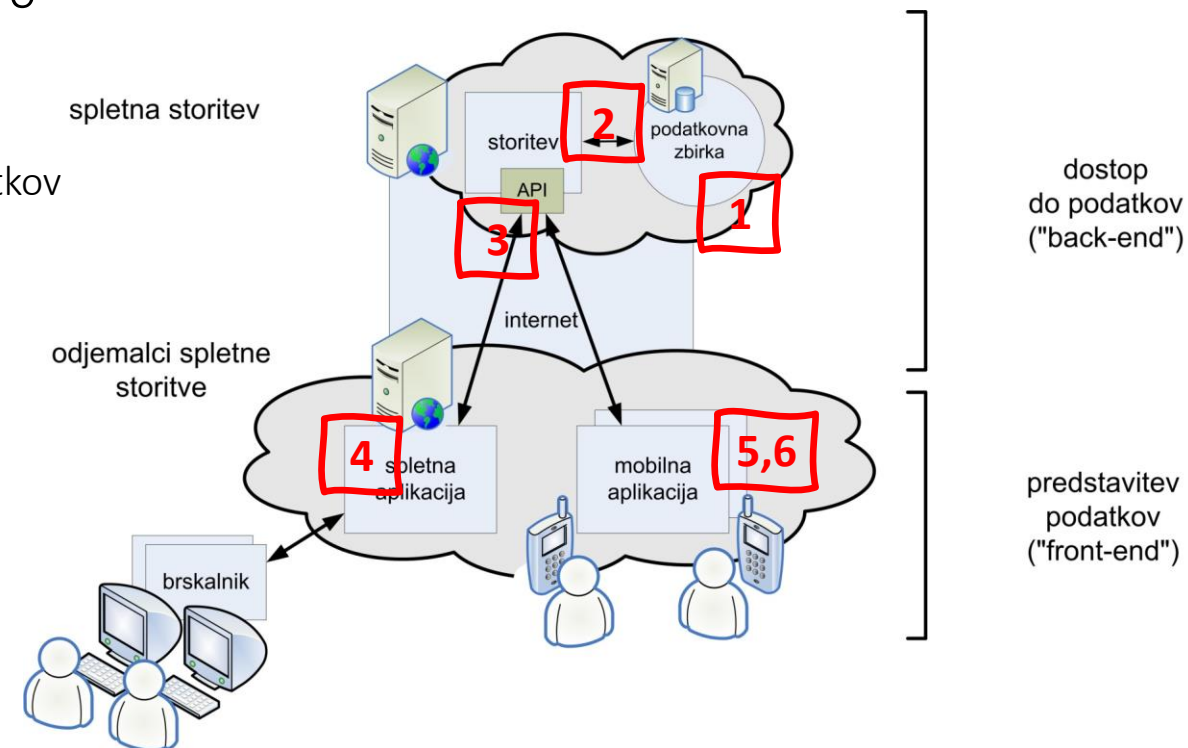 spletna storitev
tkov
storitev
2
podatkovna
zbirka
API
1
3
dostop
do podatkov
("back-end")
internet
odjemalci spletne
storitve
4
spletna
aplikacija
mobilna
aplikacija
5,6
predstavitev
podatkov
("front-end")
brskalnik